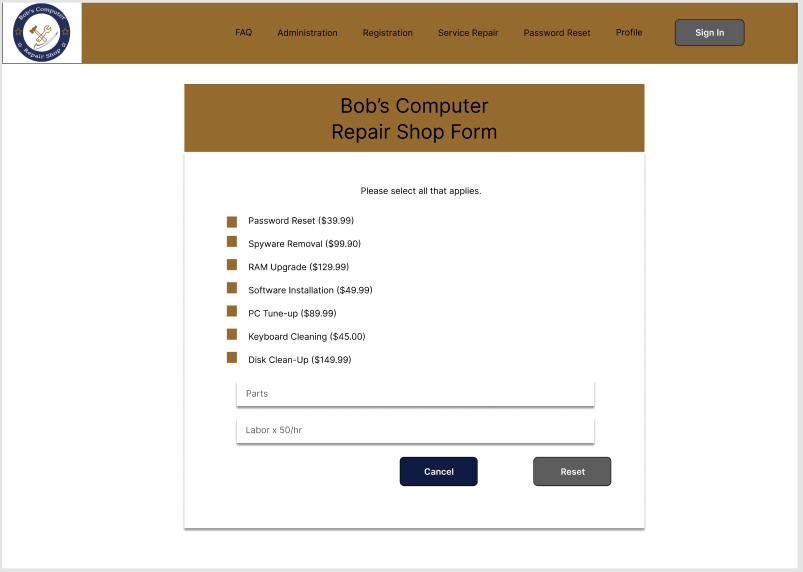 Bob's Computer
Repair Shop
FAQ
Administration
Registration
Service Repair
Password Reset
Profile
Sign In
Bob’s Computer
Repair Shop Form
Please select all that applies.
Password Reset ($39.99)
Spyware Removal ($99.90)
RAM Upgrade ($129.99)
Software Installation ($49.99)
PC Tune-up ($89.99)
Keyboard Cleaning ($45.00)
Disk Clean-Up ($149.99)
Parts
Labor x 50/hr
Cancel
Reset